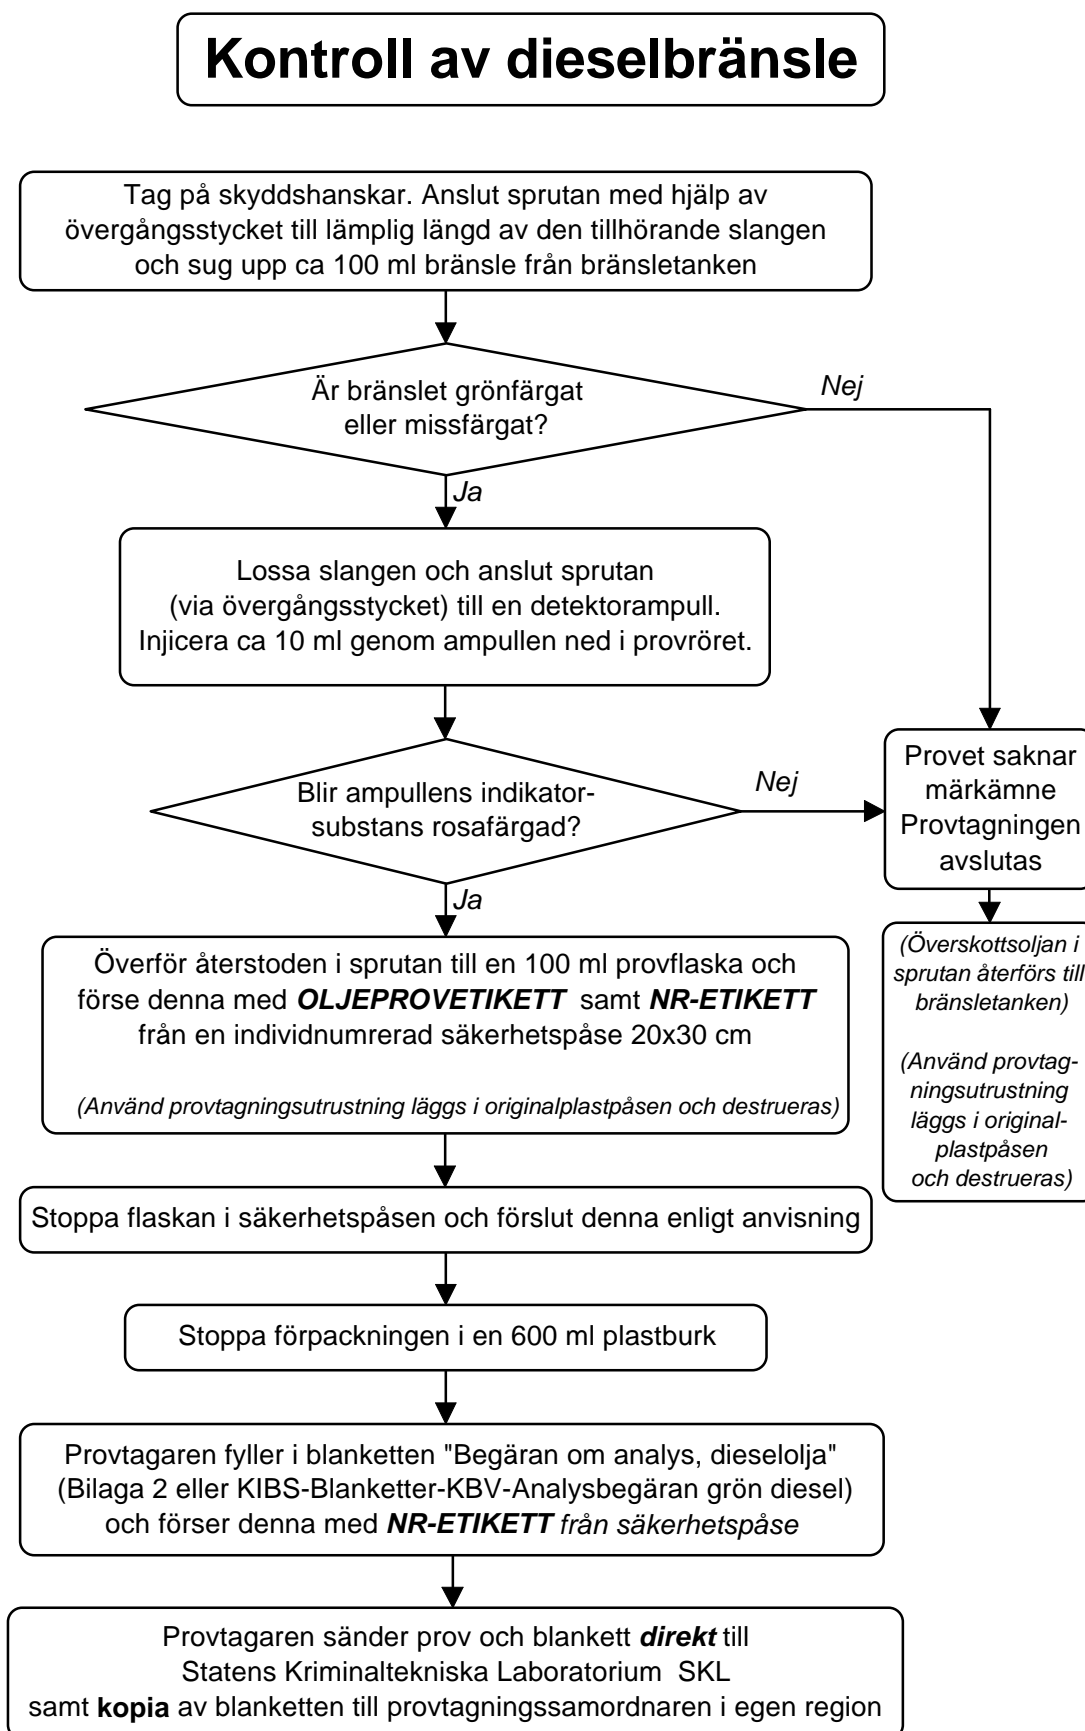 Kontroll av dieselbränsle
Tag på skyddshanskar. Anslut sprutan med hjälp av
övergångsstycket till lämplig längd av den tillhörande slangen
och sug upp ca 100 ml bränsle från bränsletanken
Är bränslet grönfärgat
eller missfärgat?
Nej
Ja
Lossa slangen och anslut sprutan
(via övergångsstycket) till en detektorampull.
Injicera ca 10 ml genom ampullen ned i provröret.
Blir ampullens indikator-
substans rosafärgad?
Nej
Ja
Provet saknar
märkämne
Provtagningen
avslutas
(Överskottsoljan i
sprutan återförs till
bränsletanken)
(Använd provtag-
ningsutrustning
läggs i original-
plastpåsen
och destrueras)
Överför återstoden i sprutan till en 100 ml provflaska och
förse denna med OLJEPROVETIKETT samt NR-ETIKETT
från en individnumrerad säkerhetspåse 20x30 cm
(Använd provtagningsutrustning läggs i originalplastpåsen och destrueras)
Stoppa flaskan i säkerhetspåsen och förslut denna enligt anvisning
Stoppa förpackningen i en 600 ml plastburk
Provtagaren fyller i blanketten "Begäran om analys, dieselolja"
(Bilaga 2 eller KIBS-Blanketter-KBV-Analysbegäran grön diesel)
och förser denna med NR-ETIKETT från säkerhetspåse
Provtagaren sänder prov och blankett direkt till
Statens Kriminaltekniska Laboratorium SKL
samt kopia av blanketten till provtagningssamordnaren i egen region